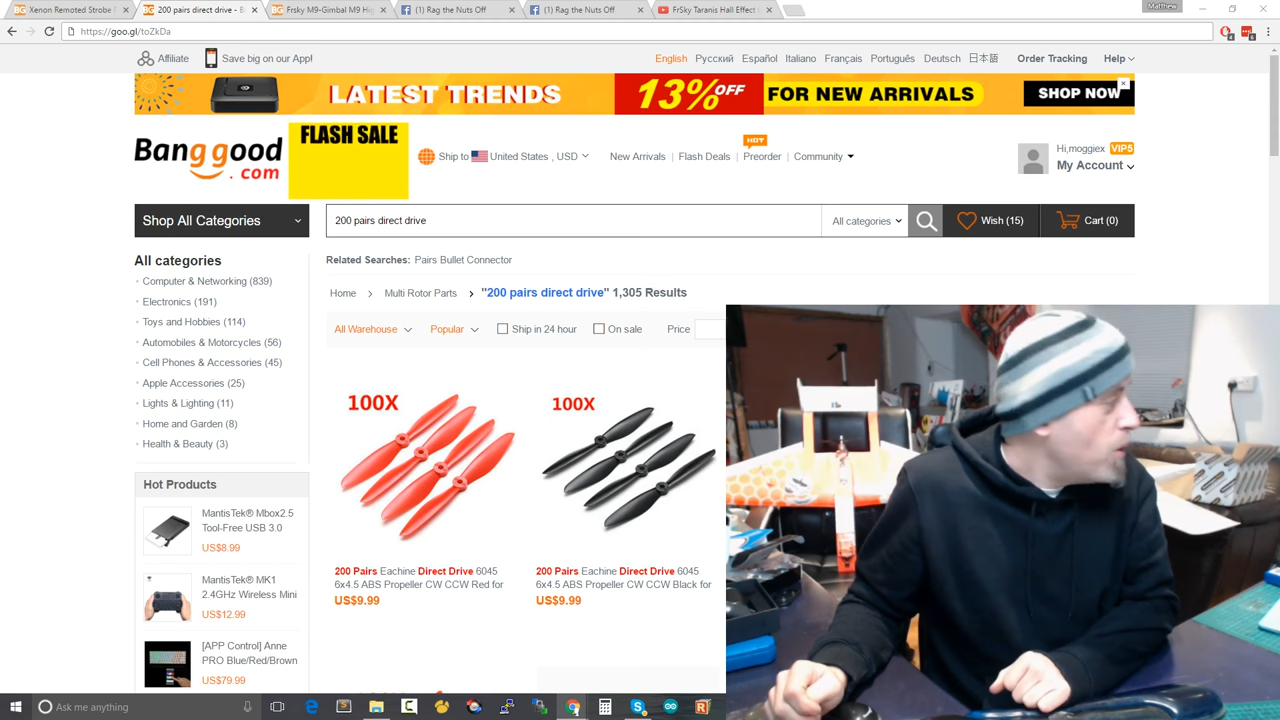 Xenon Remoted Strobe F
200 pairs direct drive - B
Frsky M9-Gimbal M9 Hig
(1) Rag the Nuts Off
(1) Rag the Nuts Off
FrSky Taranis Hall Effect
Matthew
https://goo.gl/toZkDa
Affiliate
Save big on our App!
English
Русский
Español
Italiano
Français
Português
Deutsch
日本語
Order Tracking
Help
LATEST TRENDS
13% OFF
FOR NEW ARRIVALS
SHOP NOW
Banggood.com
FLASH SALE
Ship to United States , USD
New Arrivals
Flash Deals
HOT
Preorder
Community
Hi,moggiex VIP5
My Account
Shop All Categories
200 pairs direct drive
All categories
Wish (15)
Cart (0)
All categories
Computer & Networking (839)
Electronics (191)
Toys and Hobbies (114)
Automobiles & Motorcycles (56)
Cell Phones & Accessories (45)
Apple Accessories (25)
Lights & Lighting (11)
Home and Garden (8)
Health & Beauty (3)
Hot Products
MantisTek® Mbox2.5
Tool-Free USB 3.0
US$8.99
MantisTek® MK1
2.4GHz Wireless Mini
US$12.99
[APP Control] Anne
PRO Blue/Red/Brown
US$79.99
Related Searches: Pairs Bullet Connector
Home > Multi Rotor Parts > "200 pairs direct drive" 1,305 Results
All Warehouse
Popular
Ship in 24 hour
On sale
Price
100X
100X
200 Pairs Eachine Direct Drive 6045
6x4.5 ABS Propeller CW CCW Red for
US$9.99
200 Pairs Eachine Direct Drive 6045
6x4.5 ABS Propeller CW CCW Black for
US$9.99
Ask me anything